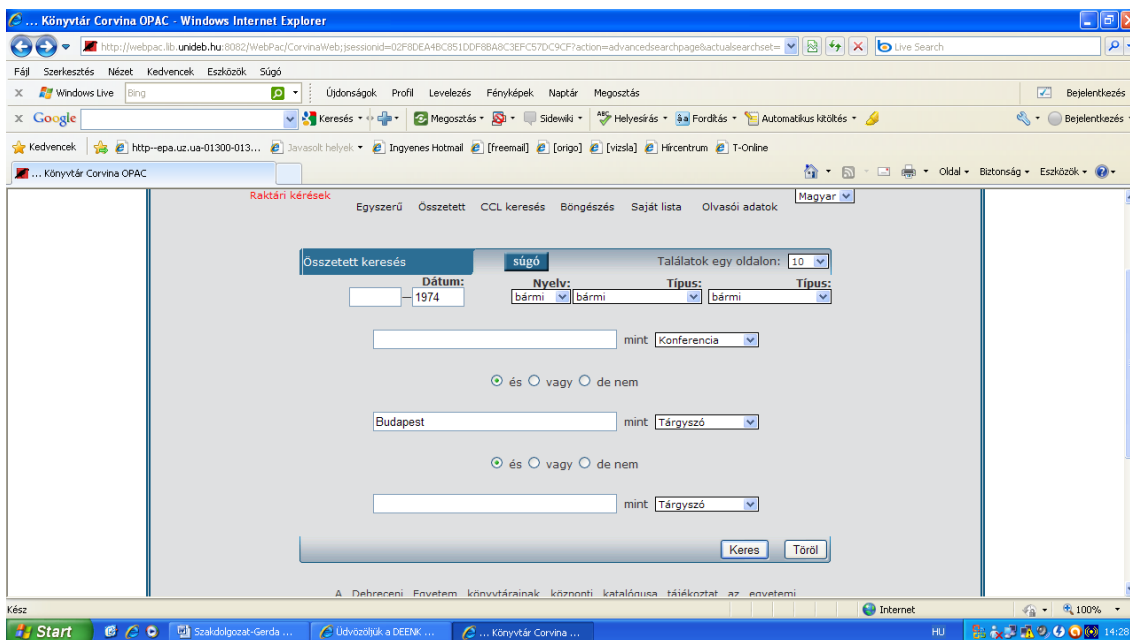 ... Könyvtár Corvina OPAC - Windows Internet Explorer
http://webpac.lib.unideb.hu:8082/WebPac/CorvinaWeb;jsessionid=02F8DEA4BC851DDF8BA8C3EFC57DC9CF?action=advancedsearchpage&actualsearchset= Live Search
Fájl Szerkesztés Nézet Kedvencek Eszközök Súgó
x Windows Live Bing Újdonságok Profil Levelezés Fényképek Naptár Megosztás Bejelentkezés
x Google Keresés Megosztás Sidewiki Helyesírás Fordítás Automatikus kitöltés Bejelentkezés
Kedvencek http--epa.uz.ua-01300-013... Javasolt helyek Ingyenes Hotmail [freemail] [origo] [vizsla] Hírcentrum T-Online
... Könyvtár Corvina OPAC Oldal Biztonság Eszközök
Raktári kérések Magyar
Egyszerű Összetett CCL keresés Böngészés Saját lista Olvasói adatok
Összetett keresés súgó Találatok egy oldalon: 10
Dátum: Nyelv: Típus: Típus:
— 1974 bármi bármi bármi
mint Konferencia
és vagy de nem
Budapest mint Tárgyszó
és vagy de nem
mint Tárgyszó
Keres Töröl
A Debreceni Egyetem könyvtárainak központi katalógusa tájékoztat az egyetemi
Kész Internet 100%
Start Szakdolgozat-Gerda ... Üdvözöljük a DEENK ... ... Könyvtár Corvina ... HU 14:28